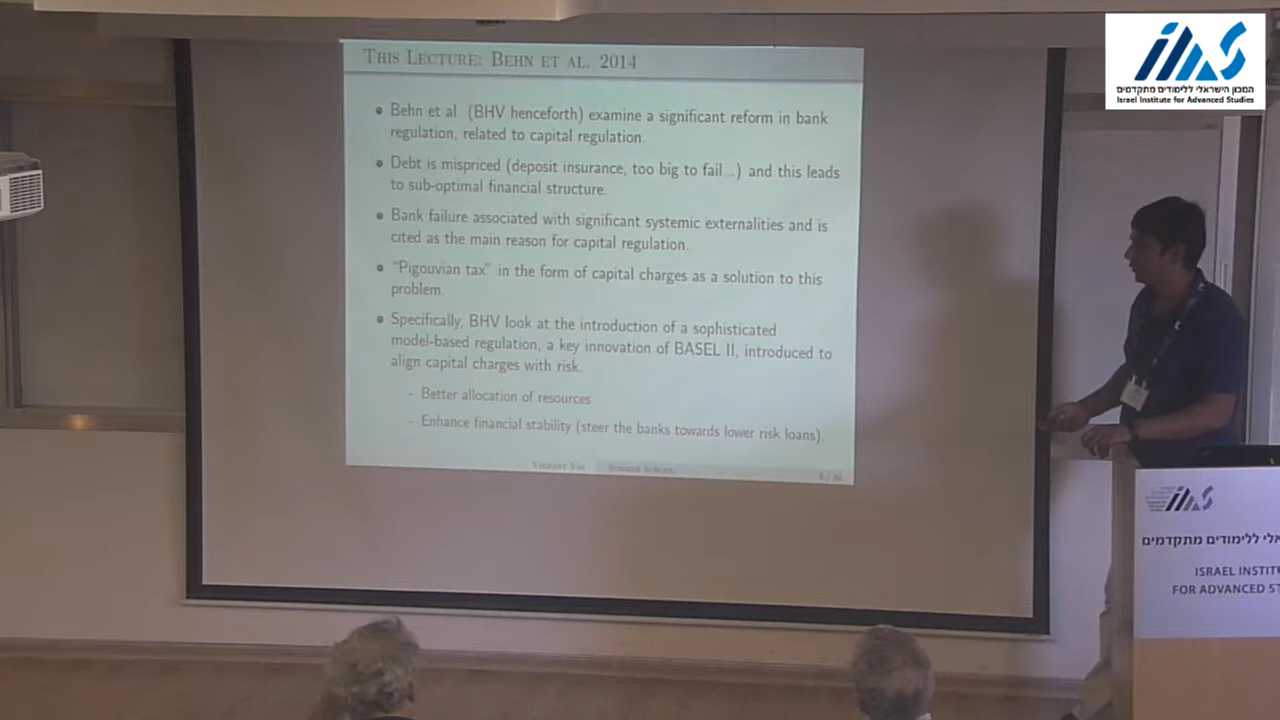 THIS LECTURE: BEHN ET AL. 2014
• Behn et al. (BHV henceforth) examine a significant reform in bank
regulation, related to capital regulation.
• Debt is mispriced (deposit insurance, too big to fail...) and this leads
to sub-optimal financial structure.
• Bank failure associated with significant systemic externalities and is
cited as the main reason for capital regulation.
• "Pigouvian tax" in the form of capital charges as a solution to this
problem.
• Specifically, BHV look at the introduction of a sophisticated
model-based regulation, a key innovation of BASEL II, introduced to
align capital charges with risk.
- Better allocation of resources
- Enhance financial stability (steer the banks towards lower risk loans).
המכון הישראלי ללימודים מתקדמים
Israel Institute for Advanced Studies
ללימודים מתקדמים
ISRAEL
FOR ADVANCED